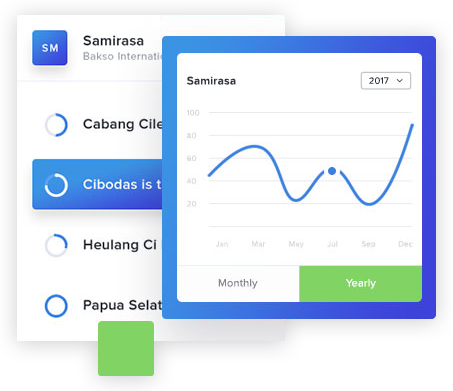 SM
Samirasa
Bakso Internatio
Cabang Cile
Cibodas is t
Heulang Ci
Papua Selat
Samirasa
2017
100
80
60
40
20
Jan Mar May Jul Sep Dec
Monthly Yearly